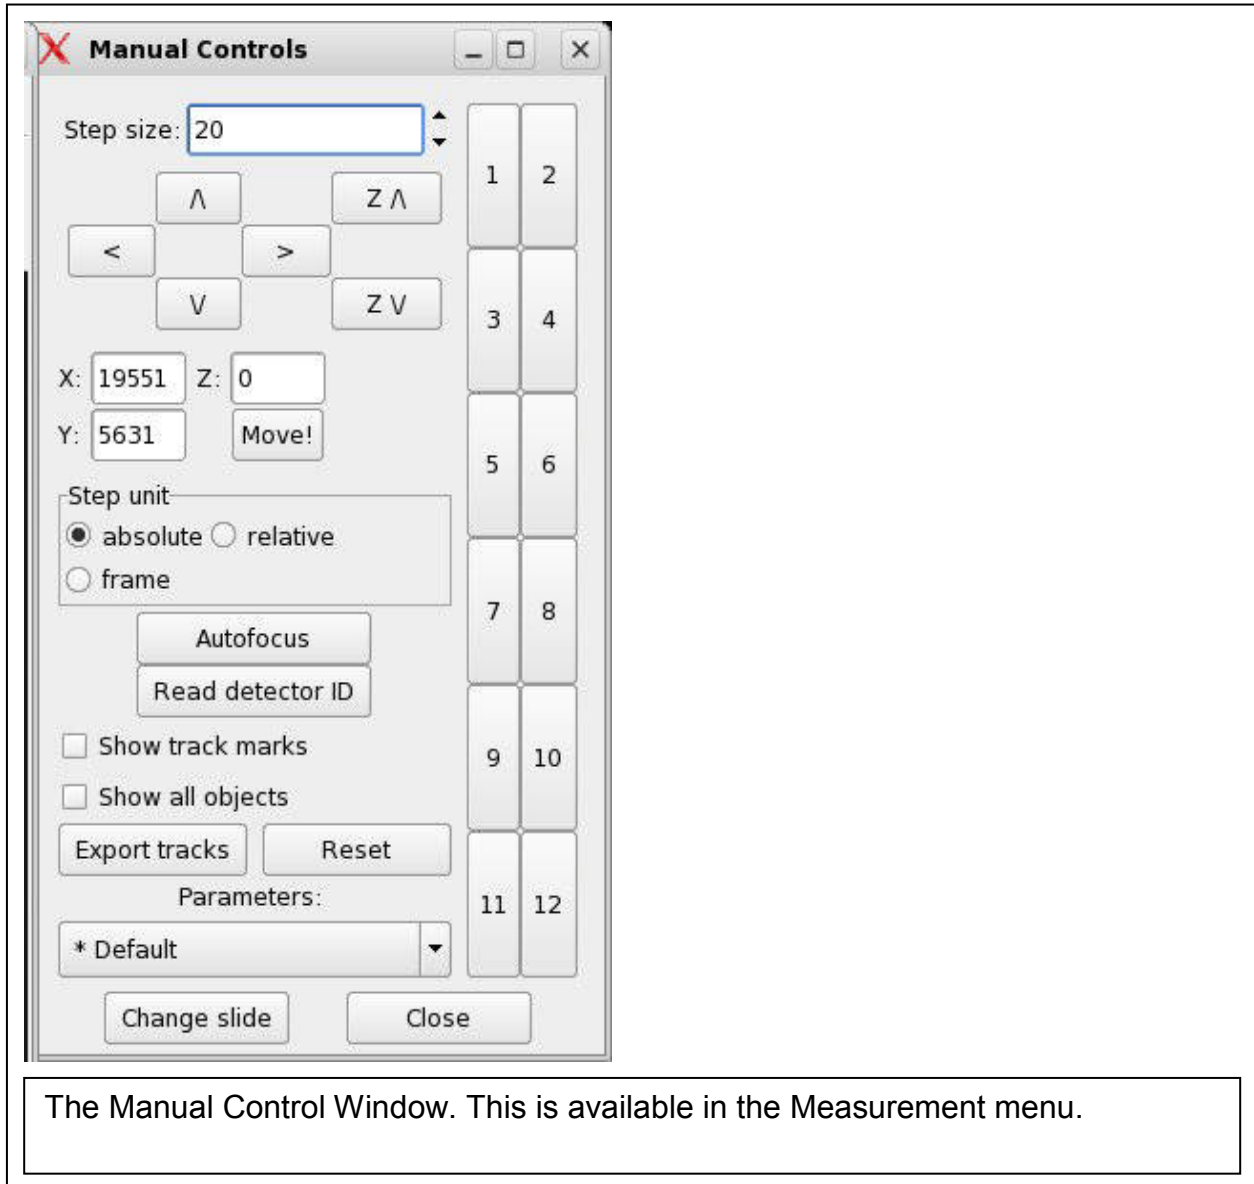 Manual Controls
Step size: 20
/\ Z /\
< >
\/ Z \/
X: 19551 Z: 0
Y: 5631 Move!
Step unit
absolute relative
frame
Autofocus
Read detector ID
Show track marks
Show all objects
Export tracks Reset
Parameters:
* Default
Change slide Close
1 2
3 4
5 6
7 8
9 10
11 12
The Manual Control Window. This is available in the Measurement menu.